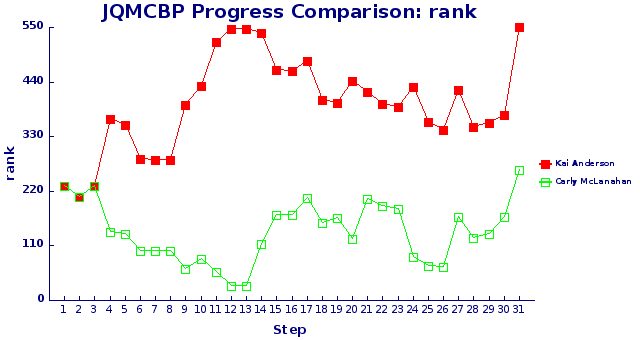 JQMCBP Progress Comparison: rank
550
440
330
220
110
0
rank
1 2 3 4 5 6 7 8 9 10 11 12 13 14 15 16 17 18 19 20 21 22 23 24 25 26 27 28 29 30 31
Step
Kai Anderson
Carly McLanahan